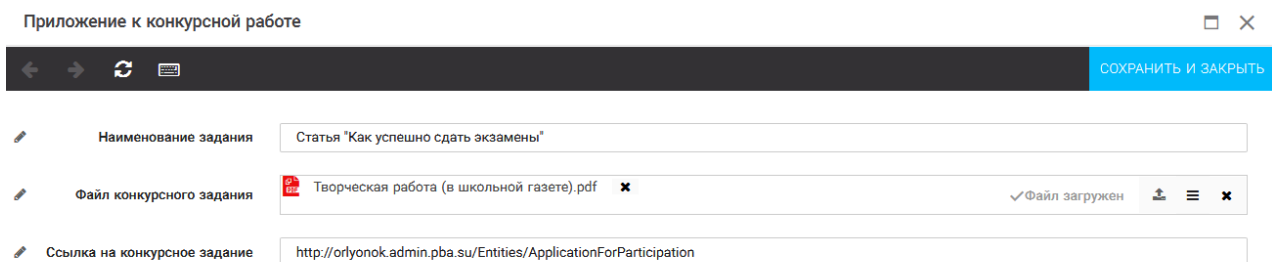 Приложение к конкурсной работе
СОХРАНИТЬ И ЗАКРЫТЬ
Наименование задания Статья "Как успешно сдать экзамены"
Файл конкурсного задания Творческая работа (в школьной газете).pdf Файл загружен
Ссылка на конкурсное задание http://orlyonok.admin.pba.su/Entities/ApplicationForParticipation